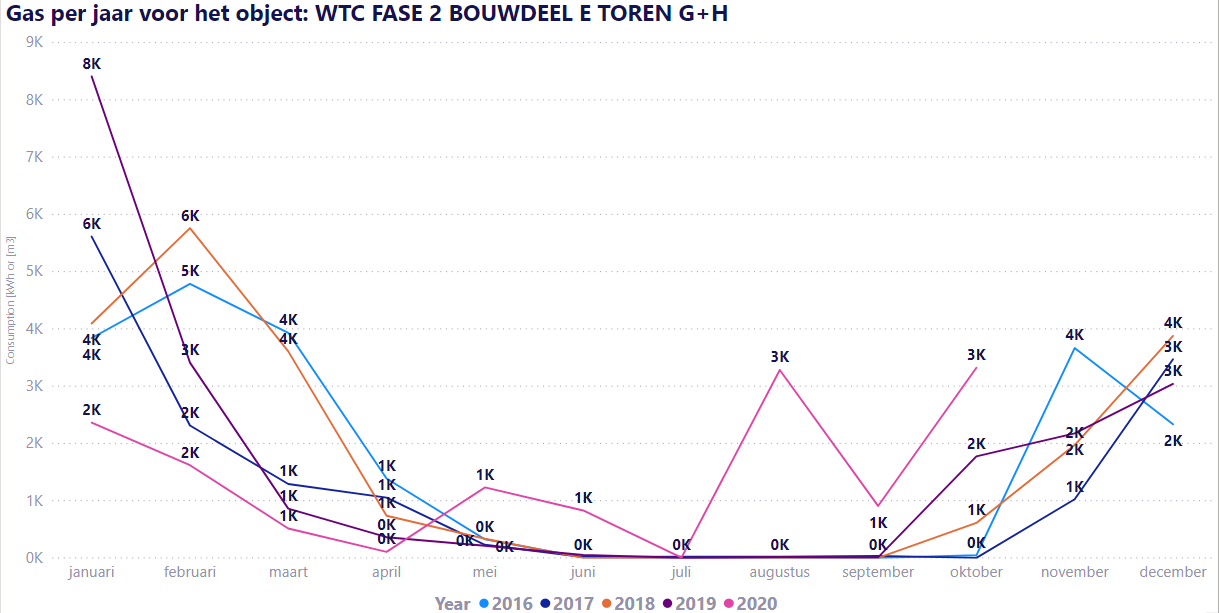 Gas per jaar voor het object: WTC FASE 2 BOUWDEEL E TOREN G+H
Consumption [kWh or [m3]
9K
8K
7K
6K
5K
4K
3K
2K
1K
0K
8K
6K
4K
4K
2K
6K
5K
3K
2K
2K
4K
4K
1K
1K
1K
1K
1K
1K
0K
0K
1K
0K
0K
0K
1K
0K
0K
3K
0K
1K
0K
3K
2K
1K
0K
4K
2K
2K
1K
4K
3K
3K
2K
januari februari maart april mei juni juli augustus september oktober november december
Year 2016 2017 2018 2019 2020